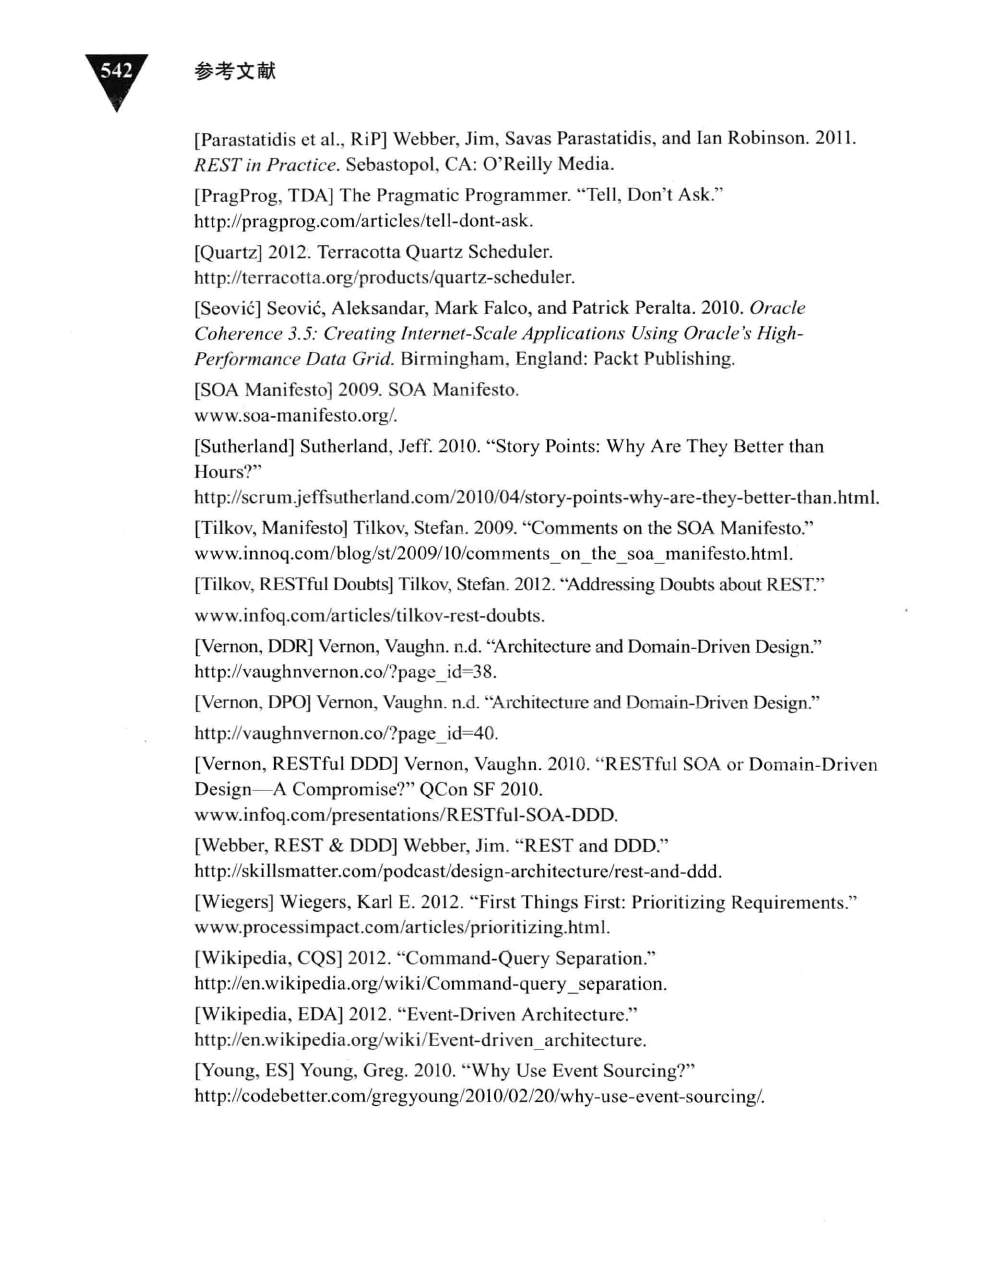 542
参考文献
[Parastatidis et al., RiP] Webber, Jim, Savas Parastatidis, and Ian Robinson. 2011.
REST in Practice. Sebastopol, CA: O’Reilly Media.
[PragProg, TDA] The Pragmatic Programmer. “Tell, Don’t Ask.”
http://pragprog.com/articles/tell-dont-ask.
[Quartz] 2012. Terracotta Quartz Scheduler.
http://terracotta.org/products/quartz-scheduler.
[Seović] Seović, Aleksandar, Mark Falco, and Patrick Peralta. 2010. Oracle
Coherence 3.5: Creating Internet-Scale Applications Using Oracle’s High-
Performance Data Grid. Birmingham, England: Packt Publishing.
[SOA Manifesto] 2009. SOA Manifesto.
www.soa-manifesto.org/.
[Sutherland] Sutherland, Jeff. 2010. “Story Points: Why Are They Better than
Hours?”
http://scrum.jeffsutherland.com/2010/04/story-points-why-are-they-better-than.html.
[Tilkov, Manifesto] Tilkov, Stefan. 2009. “Comments on the SOA Manifesto.”
www.innoq.com/blog/st/2009/10/comments_on_the_soa_manifesto.html.
[Tilkov, RESTful Doubts] Tilkov, Stefan. 2012. “Addressing Doubts about REST.”
www.infoq.com/articles/tilkov-rest-doubts.
[Vernon, DDR] Vernon, Vaughn. n.d. “Architecture and Domain-Driven Design.”
http://vaughnvernon.co/?page_id=38.
[Vernon, DPO] Vernon, Vaughn. n.d. “Architecture and Domain-Driven Design.”
http://vaughnvernon.co/?page_id=40.
[Vernon, RESTful DDD] Vernon, Vaughn. 2010. “RESTful SOA or Domain-Driven
Design—A Compromise?” QCon SF 2010.
www.infoq.com/presentations/RESTful-SOA-DDD.
[Webber, REST & DDD] Webber, Jim. “REST and DDD.”
http://skillsmatter.com/podcast/design-architecture/rest-and-ddd.
[Wiegers] Wiegers, Karl E. 2012. “First Things First: Prioritizing Requirements.”
www.processimpact.com/articles/prioritizing.html.
[Wikipedia, CQS] 2012. “Command-Query Separation.”
http://en.wikipedia.org/wiki/Command-query_separation.
[Wikipedia, EDA] 2012. “Event-Driven Architecture.”
http://en.wikipedia.org/wiki/Event-driven_architecture.
[Young, ES] Young, Greg. 2010. “Why Use Event Sourcing?”
http://codebetter.com/gregyoung/2010/02/20/why-use-event-sourcing/.